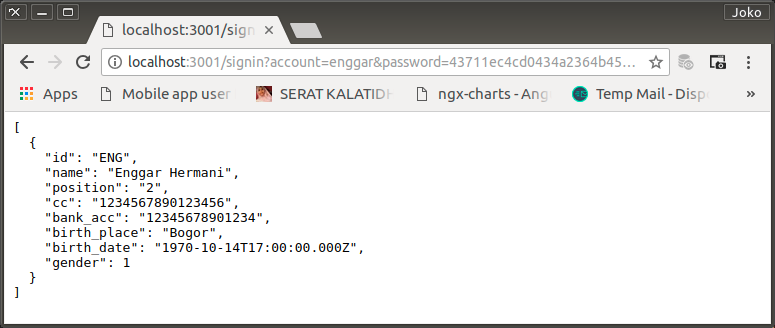 Joko
localhost:3001/sign
localhost:3001/signin?account=enggar&password=43711ec4cd0434a2364b45...
Apps Mobile app user SERAT KALATIDH ngx-charts - Ang Temp Mail - Dispo »
[
  {
    "id": "ENG",
    "name": "Enggar Hermani",
    "position": "2",
    "cc": "1234567890123456",
    "bank_acc": "12345678901234",
    "birth_place": "Bogor",
    "birth_date": "1970-10-14T17:00:00.000Z",
    "gender": 1
  }
]